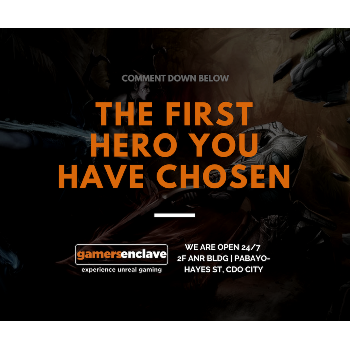 COMMENT DOWN BELOW
THE FIRST
HERO YOU
HAVE CHOSEN
gamersenclave
experience unreal gaming
WE ARE OPEN 24/7
2F ANR BLDG | PABAYO-
HAYES ST, CDO CITY